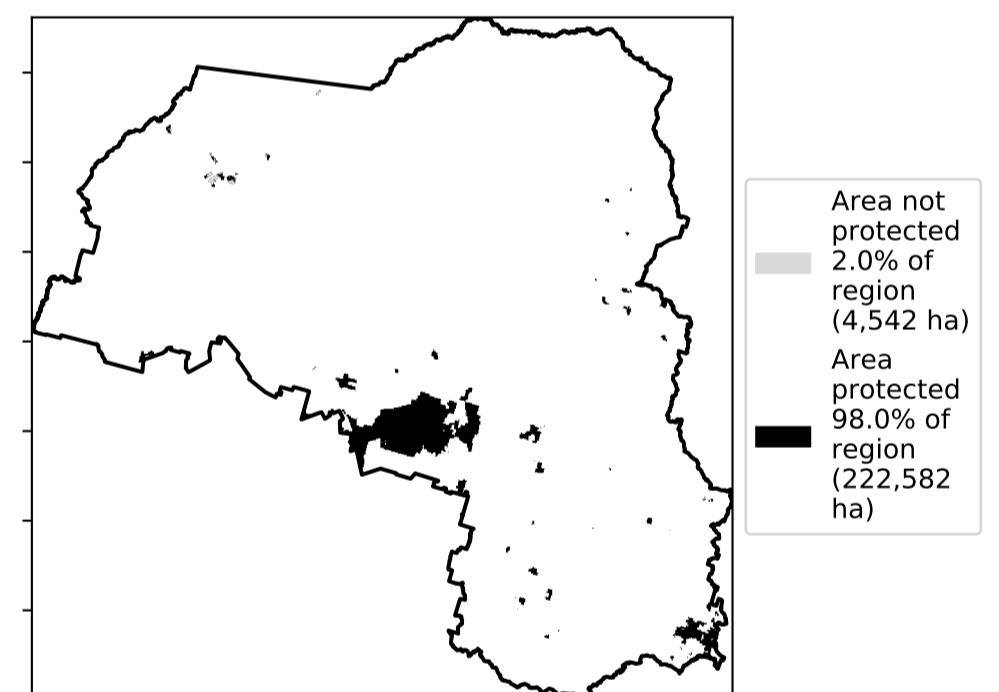 Area not
protected
2.0% of
region
(4,542 ha)
Area
protected
98.0% of
region
(222,582
ha)